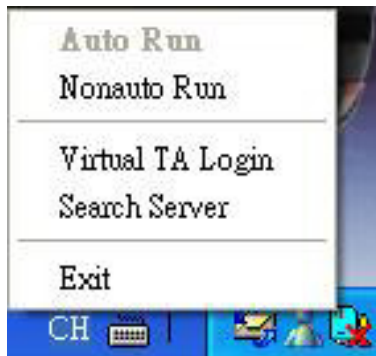 Auto Run
Nonauto Run
Virtual TA Login
Search Server
Exit
CH